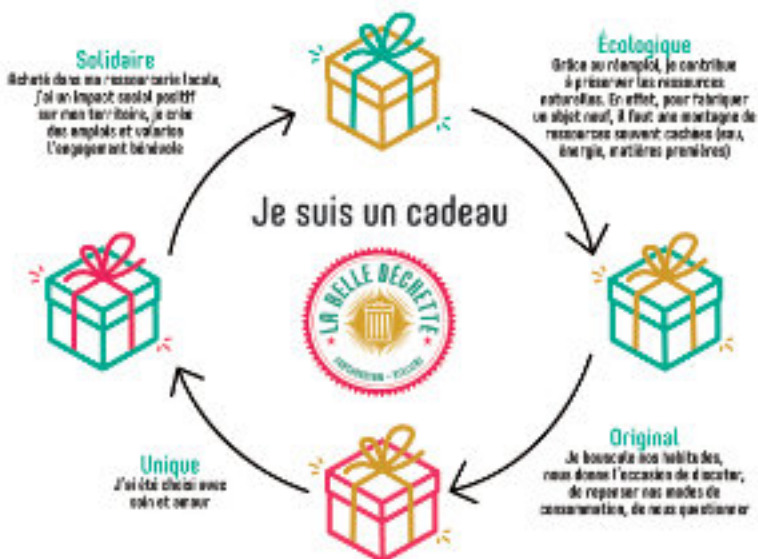 Solidaire
Acheté dans ma ressourcerie locale,
j'ai un impact social positif
sur mon territoire, je crée
des emplois et valorise
l'engagement bénévole
Écologique
Grâce au réemploi, je contribue
à préserver les ressources
naturelles. En effet, pour fabriquer
un objet neuf, il faut une montagne de
ressources souvent cachées (eau,
énergie, matières premières)
Je suis un cadeau
LA BELLE DÉCHETTE
Unique
J'ai été choisi avec
soin et amour
Original
Je bouscule nos habitudes,
nous donne l'occasion de discuter,
de repenser nos modes de
consommation, de nous questionner